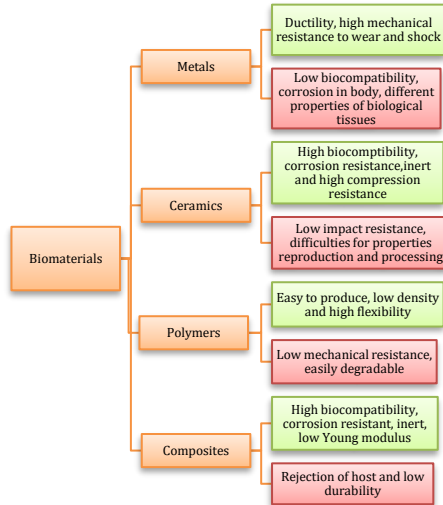 Biomaterials
Metals
Ductility, high mechanical
resistance to wear and shock
Low biocompatibility,
corrosion in body, different
properties of biological
tissues
Ceramics
High biocomptibility,
corrosion resistance,inert
and high compression
resistance
Low impact resistance,
difficulties for properties
reproduction and processing
Polymers
Easy to produce, low density
and high flexibility
Low mechanical resistance,
easily degradable
Composites
High biocompatibility,
corrosion resistant, inert,
low Young modulus
Rejection of host and low
durability